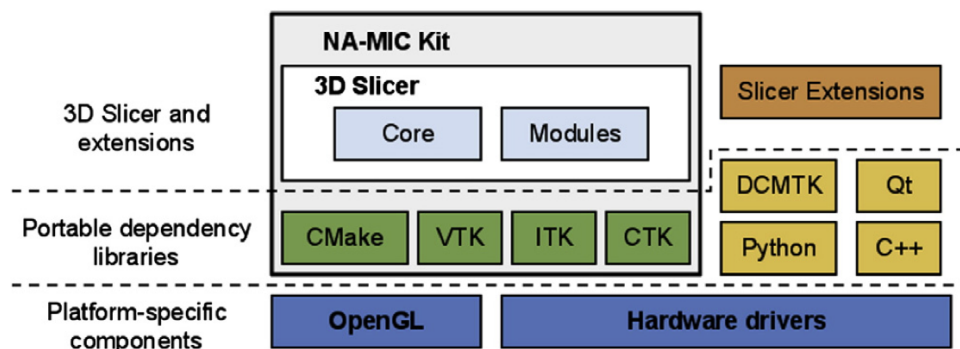 NA-MIC Kit
3D Slicer
Core
Modules
Slicer Extensions
3D Slicer and
extensions
DCMTK
Qt
Portable dependency
libraries
CMake
VTK
ITK
CTK
Python
C++
Platform-specific
components
OpenGL
Hardware drivers